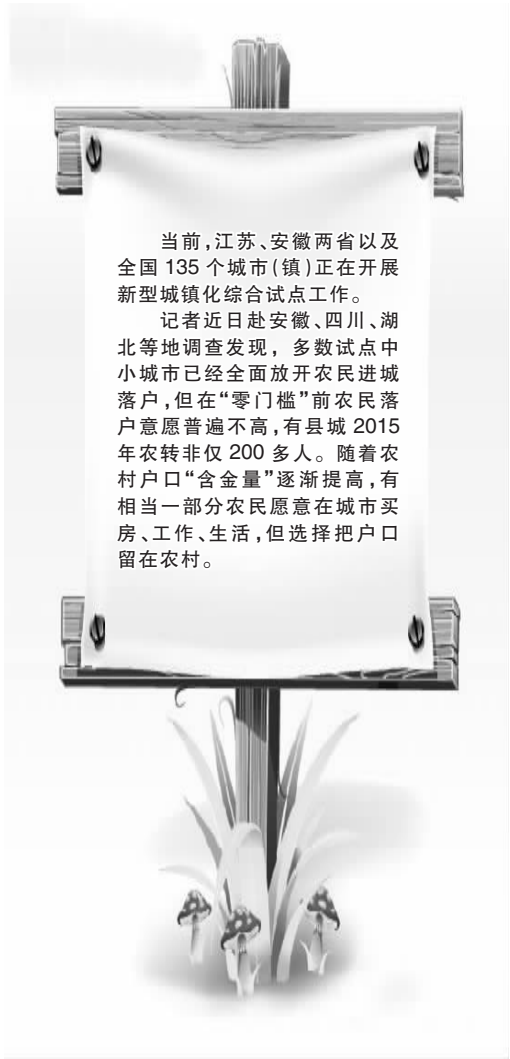 当前,江苏、安徽两省以及
全国 135 个城市(镇)正在开展
新型城镇化综合试点工作。
记者近日赴安徽、四川、湖
北等地调查发现，多数试点中
小城市已经全面放开农民进城
落户,但在“零门槛”前农民落
户意愿普遍不高,有县城 2015
年农转非仅 200 多人。随着农
村户口“含金量”逐渐提高,有
相当一部分农民愿意在城市买
房、工作、生活,但选择把户口
留在农村。